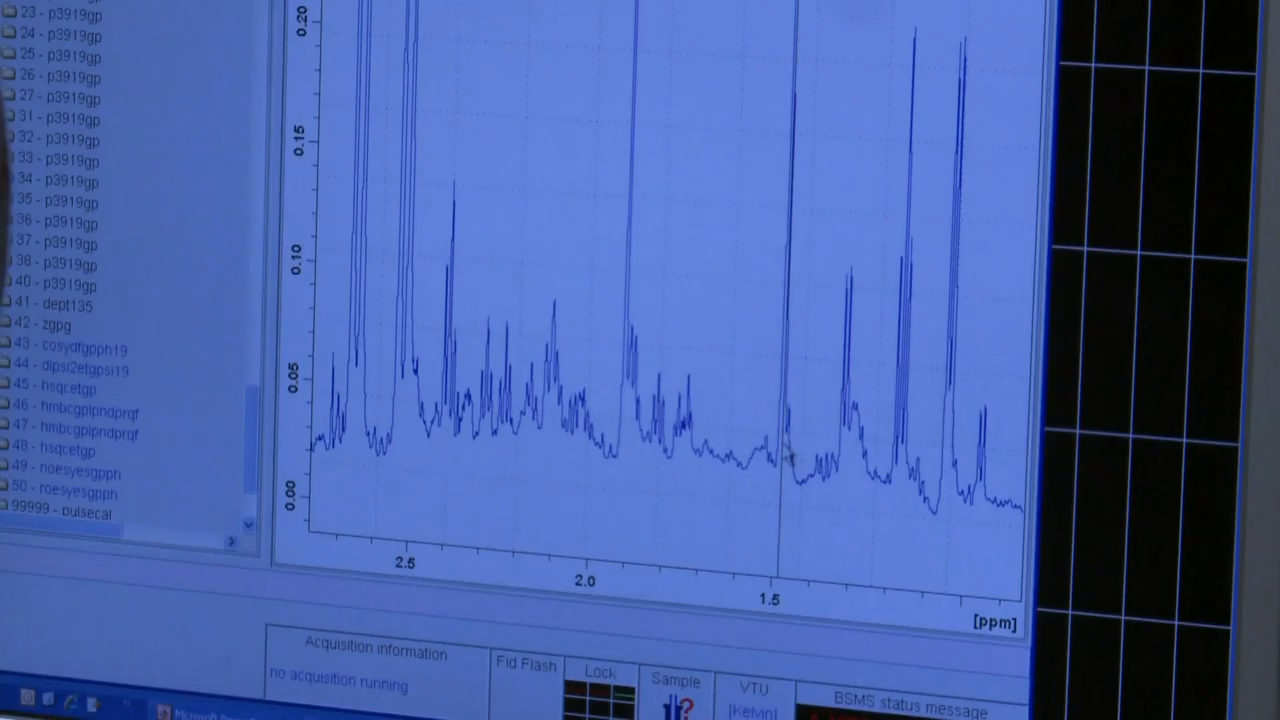 23 - p3919gp
24 - p3919gp
25 - p3919gp
26 - p3919gp
27 - p3919gp
31 - p3919gp
32 - p3919gp
33 - p3919gp
34 - p3919gp
35 - p3919gp
36 - p3919gp
37 - p3919gp
38 - p3919gp
40 - p3919gp
41 - dept135
42 - zgpg
43 - cosydfgpph19
44 - dipsi2etgpsi19
45 - hsqcetgp
46 - hmbcgplpndprqf
47 - hmbcgplpndprqf
48 - hsqcetgp
49 - noesyesgpph
50 - roesyesgpph
99999 - pulsecal
0.20
0.15
0.10
0.05
0.00
2.5
2.0
1.5
[ppm]
Acquisition information
no acquisition running
Fid Flash
Lock
Sample
?
VTU
[Kelvin]
BSMS status message
Microsoft